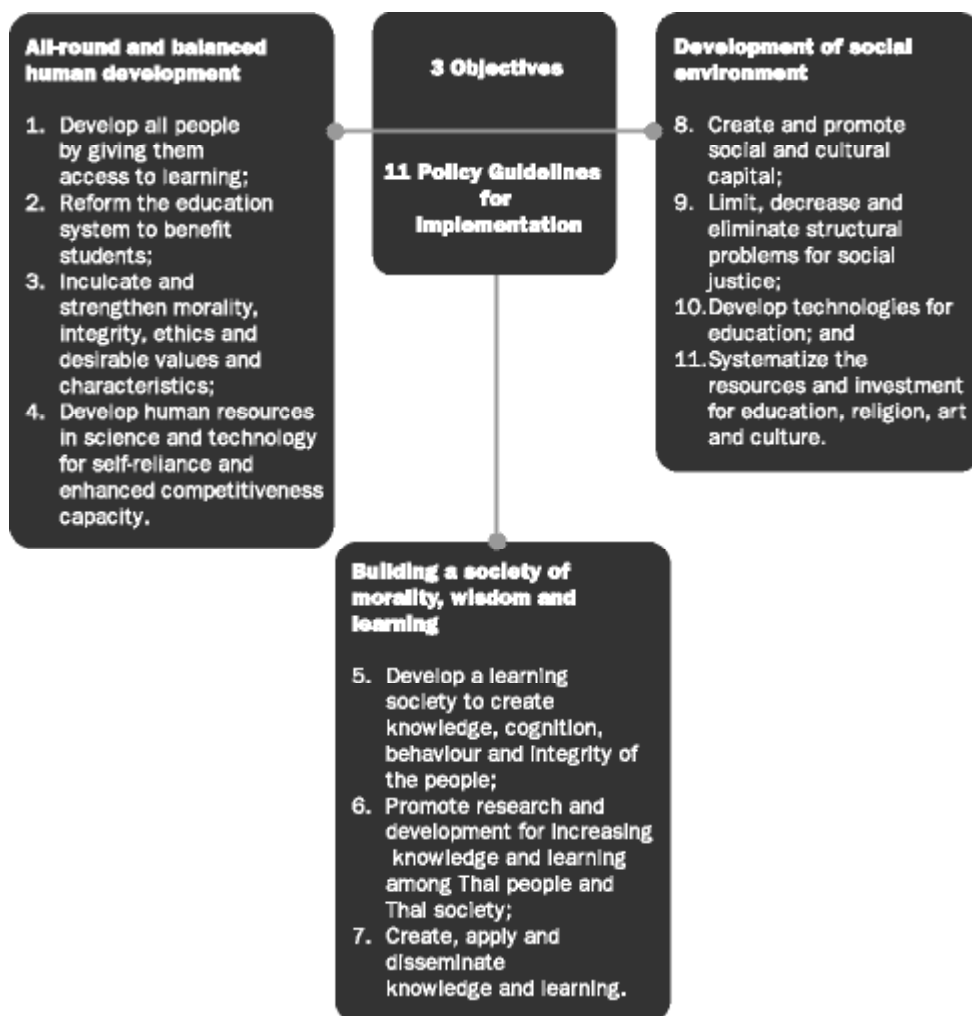 All-round and balanced
human development
1. Develop all people
by giving them
access to learning;
2. Reform the education
system to benefit
students;
3. Inculcate and
strengthen morality,
integrity, ethics and
desirable values and
characteristics;
4. Develop human resources
in science and technology
for self-reliance and
enhanced competitiveness
capacity.
3 Objectives
11 Policy Guidelines
for
Implementation
Development of social
environment
8. Create and promote
social and cultural
capital;
9. Limit, decrease and
eliminate structural
problems for social
justice;
10.Develop technologies for
education; and
11.Systematize the
resources and investment
for education, religion, art
and culture.
Building a society of
morality, wisdom and
learning
5. Develop a learning
society to create
knowledge, cognition,
behaviour and integrity of
the people;
6. Promote research and
development for increasing
knowledge and learning
among Thai people and
Thai society;
7. Create, apply and
disseminate
knowledge and learning.